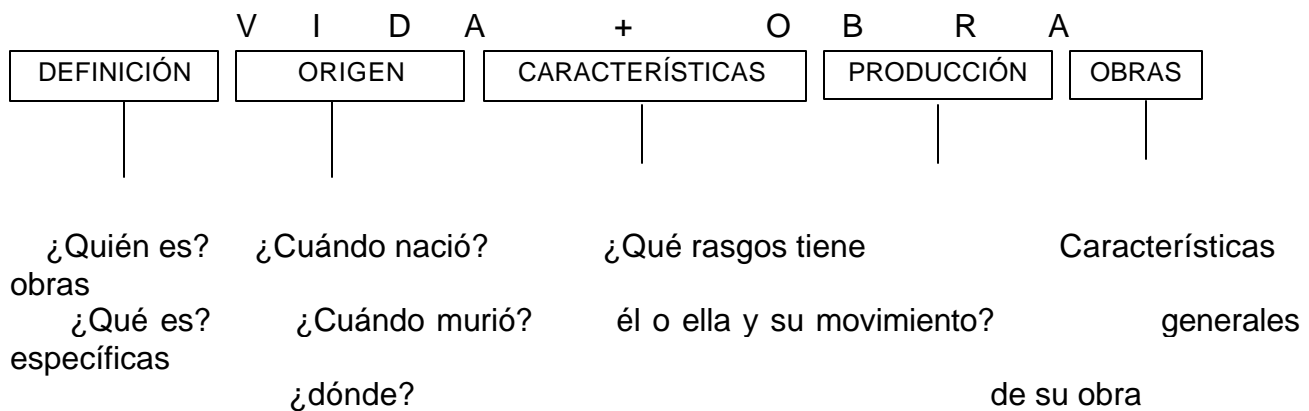 V I D A + O B R A
DEFINICIÓN ORIGEN CARACTERÍSTICAS PRODUCCIÓN OBRAS
¿Quién es? ¿Cuándo nació? ¿Qué rasgos tiene Características
obras
¿Qué es? ¿Cuándo murió? él o ella y su movimiento? generales
específicas
¿dónde? de su obra